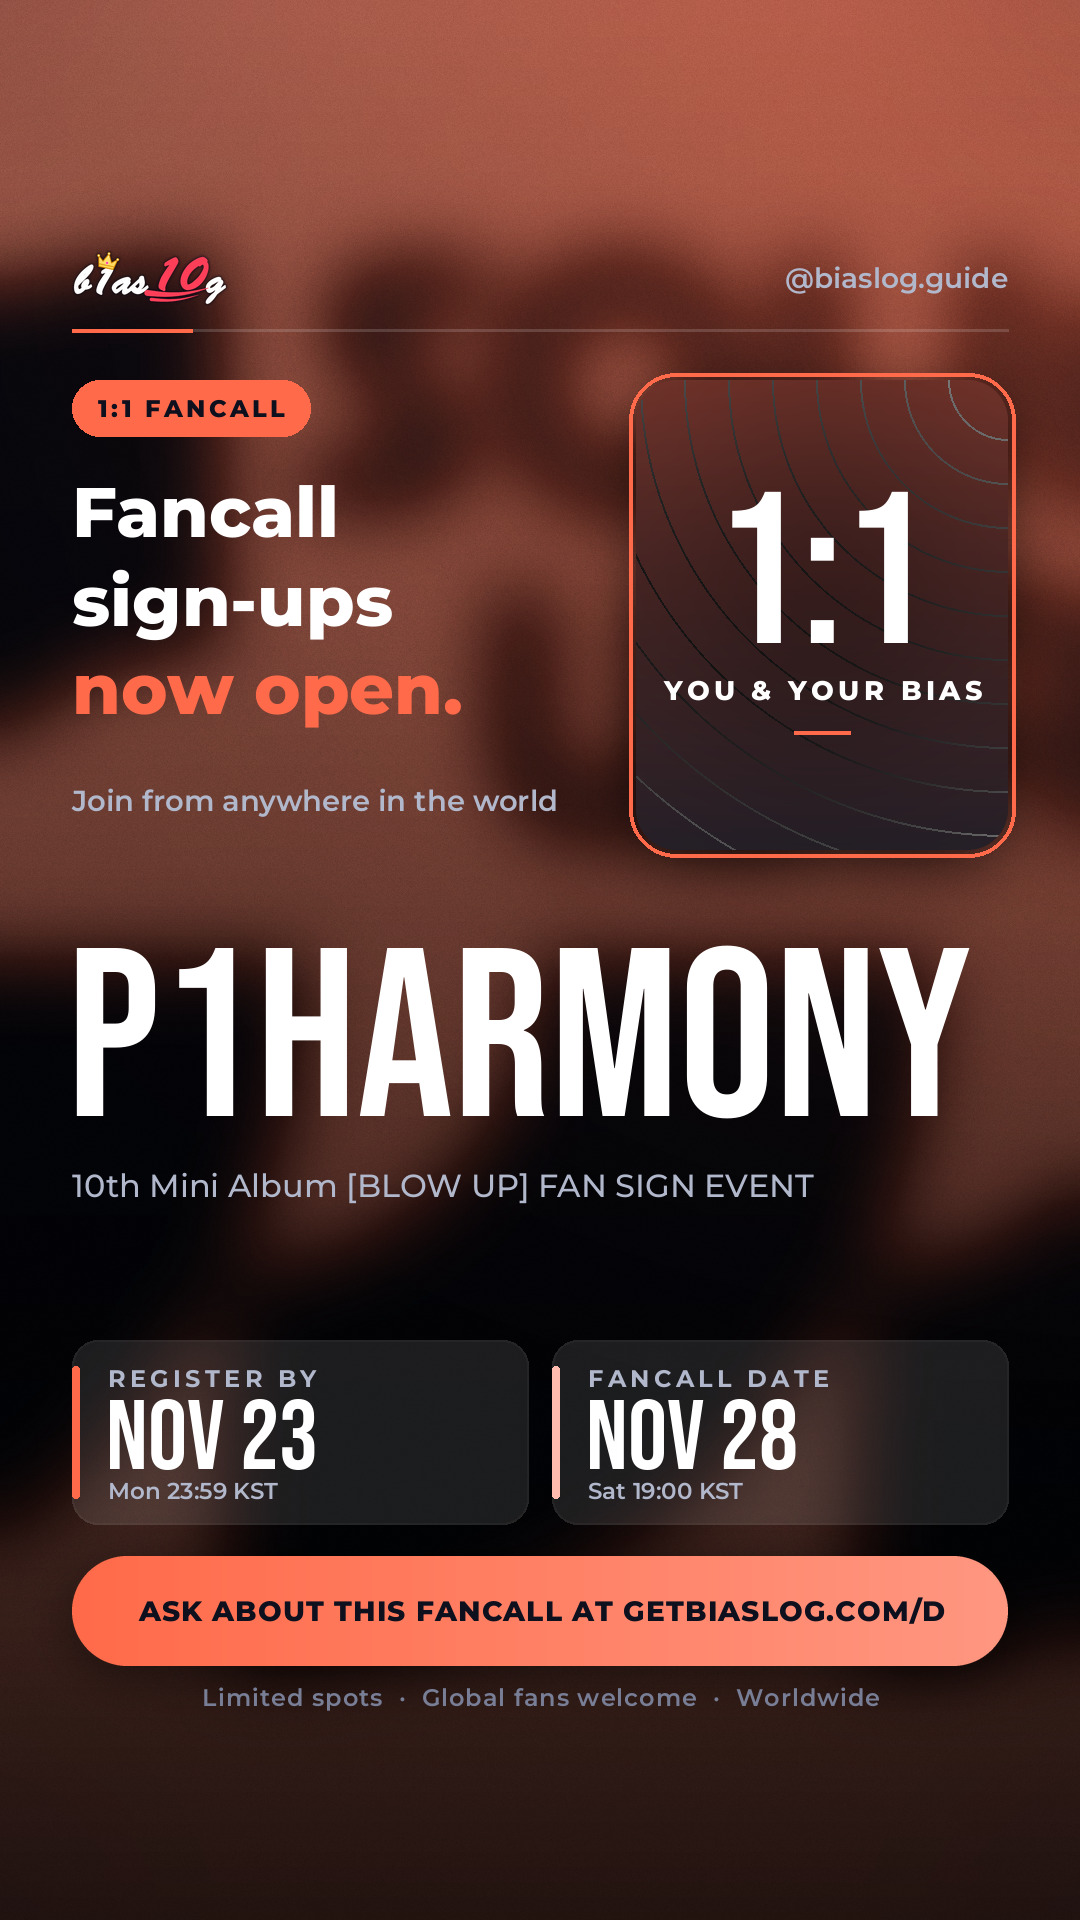 b1as10g
@biaslog.guide
1:1 FANCALL
Fancall
sign-ups
now open.
Join from anywhere in the world
1:1
YOU & YOUR BIAS
P1HARMONY
10th Mini Album [BLOW UP] FAN SIGN EVENT
REGISTER BY
NOV 23
Mon 23:59 KST
FANCALL DATE
NOV 28
Sat 19:00 KST
ASK ABOUT THIS FANCALL AT GETBIASLOG.COM/D
Limited spots · Global fans welcome · Worldwide